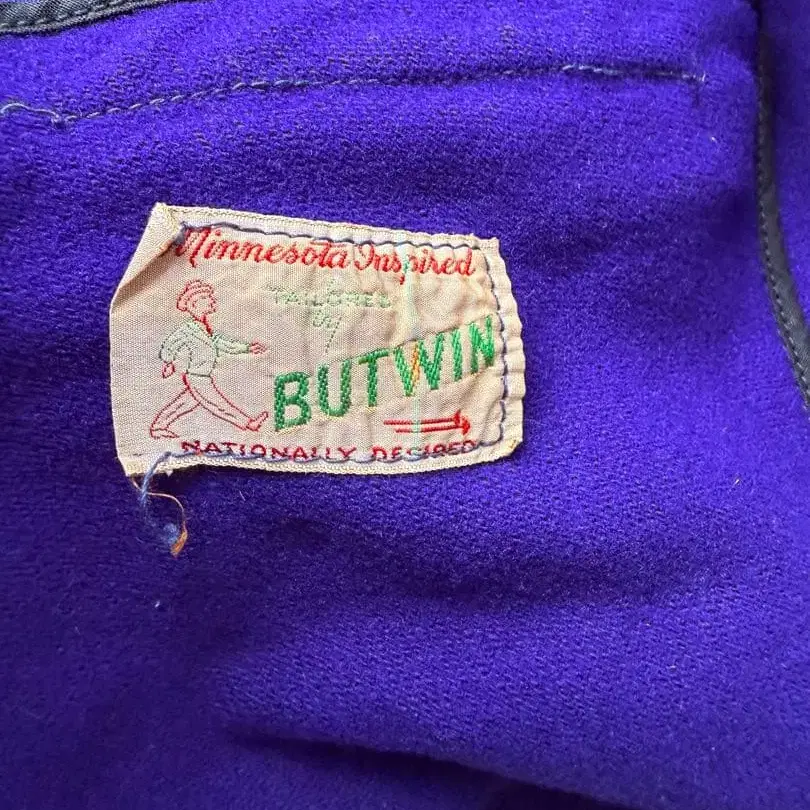 Minnesota Inspired
TAILORED
by
BUTWIN
NATIONALLY DESIRED